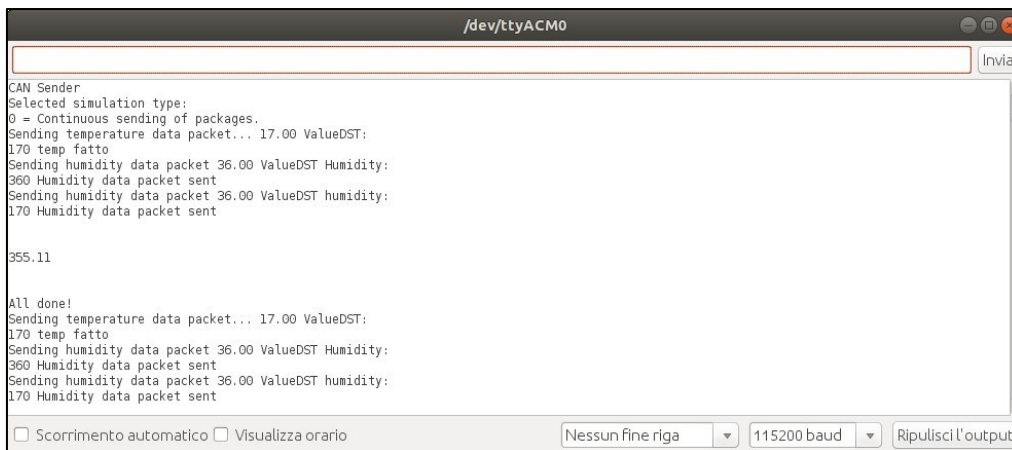 /dev/ttyACM0
Invia
CAN Sender
Selected simulation type:
0 = Continuous sending of packages.
Sending temperature data packet... 17.00 ValueDST:
170 temp fatto
Sending humidity data packet 36.00 ValueDST Humidity:
360 Humidity data packet sent
Sending humidity data packet 36.00 ValueDST humidity:
170 Humidity data packet sent
355.11
All done!
Sending temperature data packet... 17.00 ValueDST:
170 temp fatto
Sending humidity data packet 36.00 ValueDST Humidity:
360 Humidity data packet sent
Sending humidity data packet 36.00 ValueDST humidity:
170 Humidity data packet sent
Scorrimento automatico Visualizza orario Nessun fine riga 115200 baud Ripulisci l'output